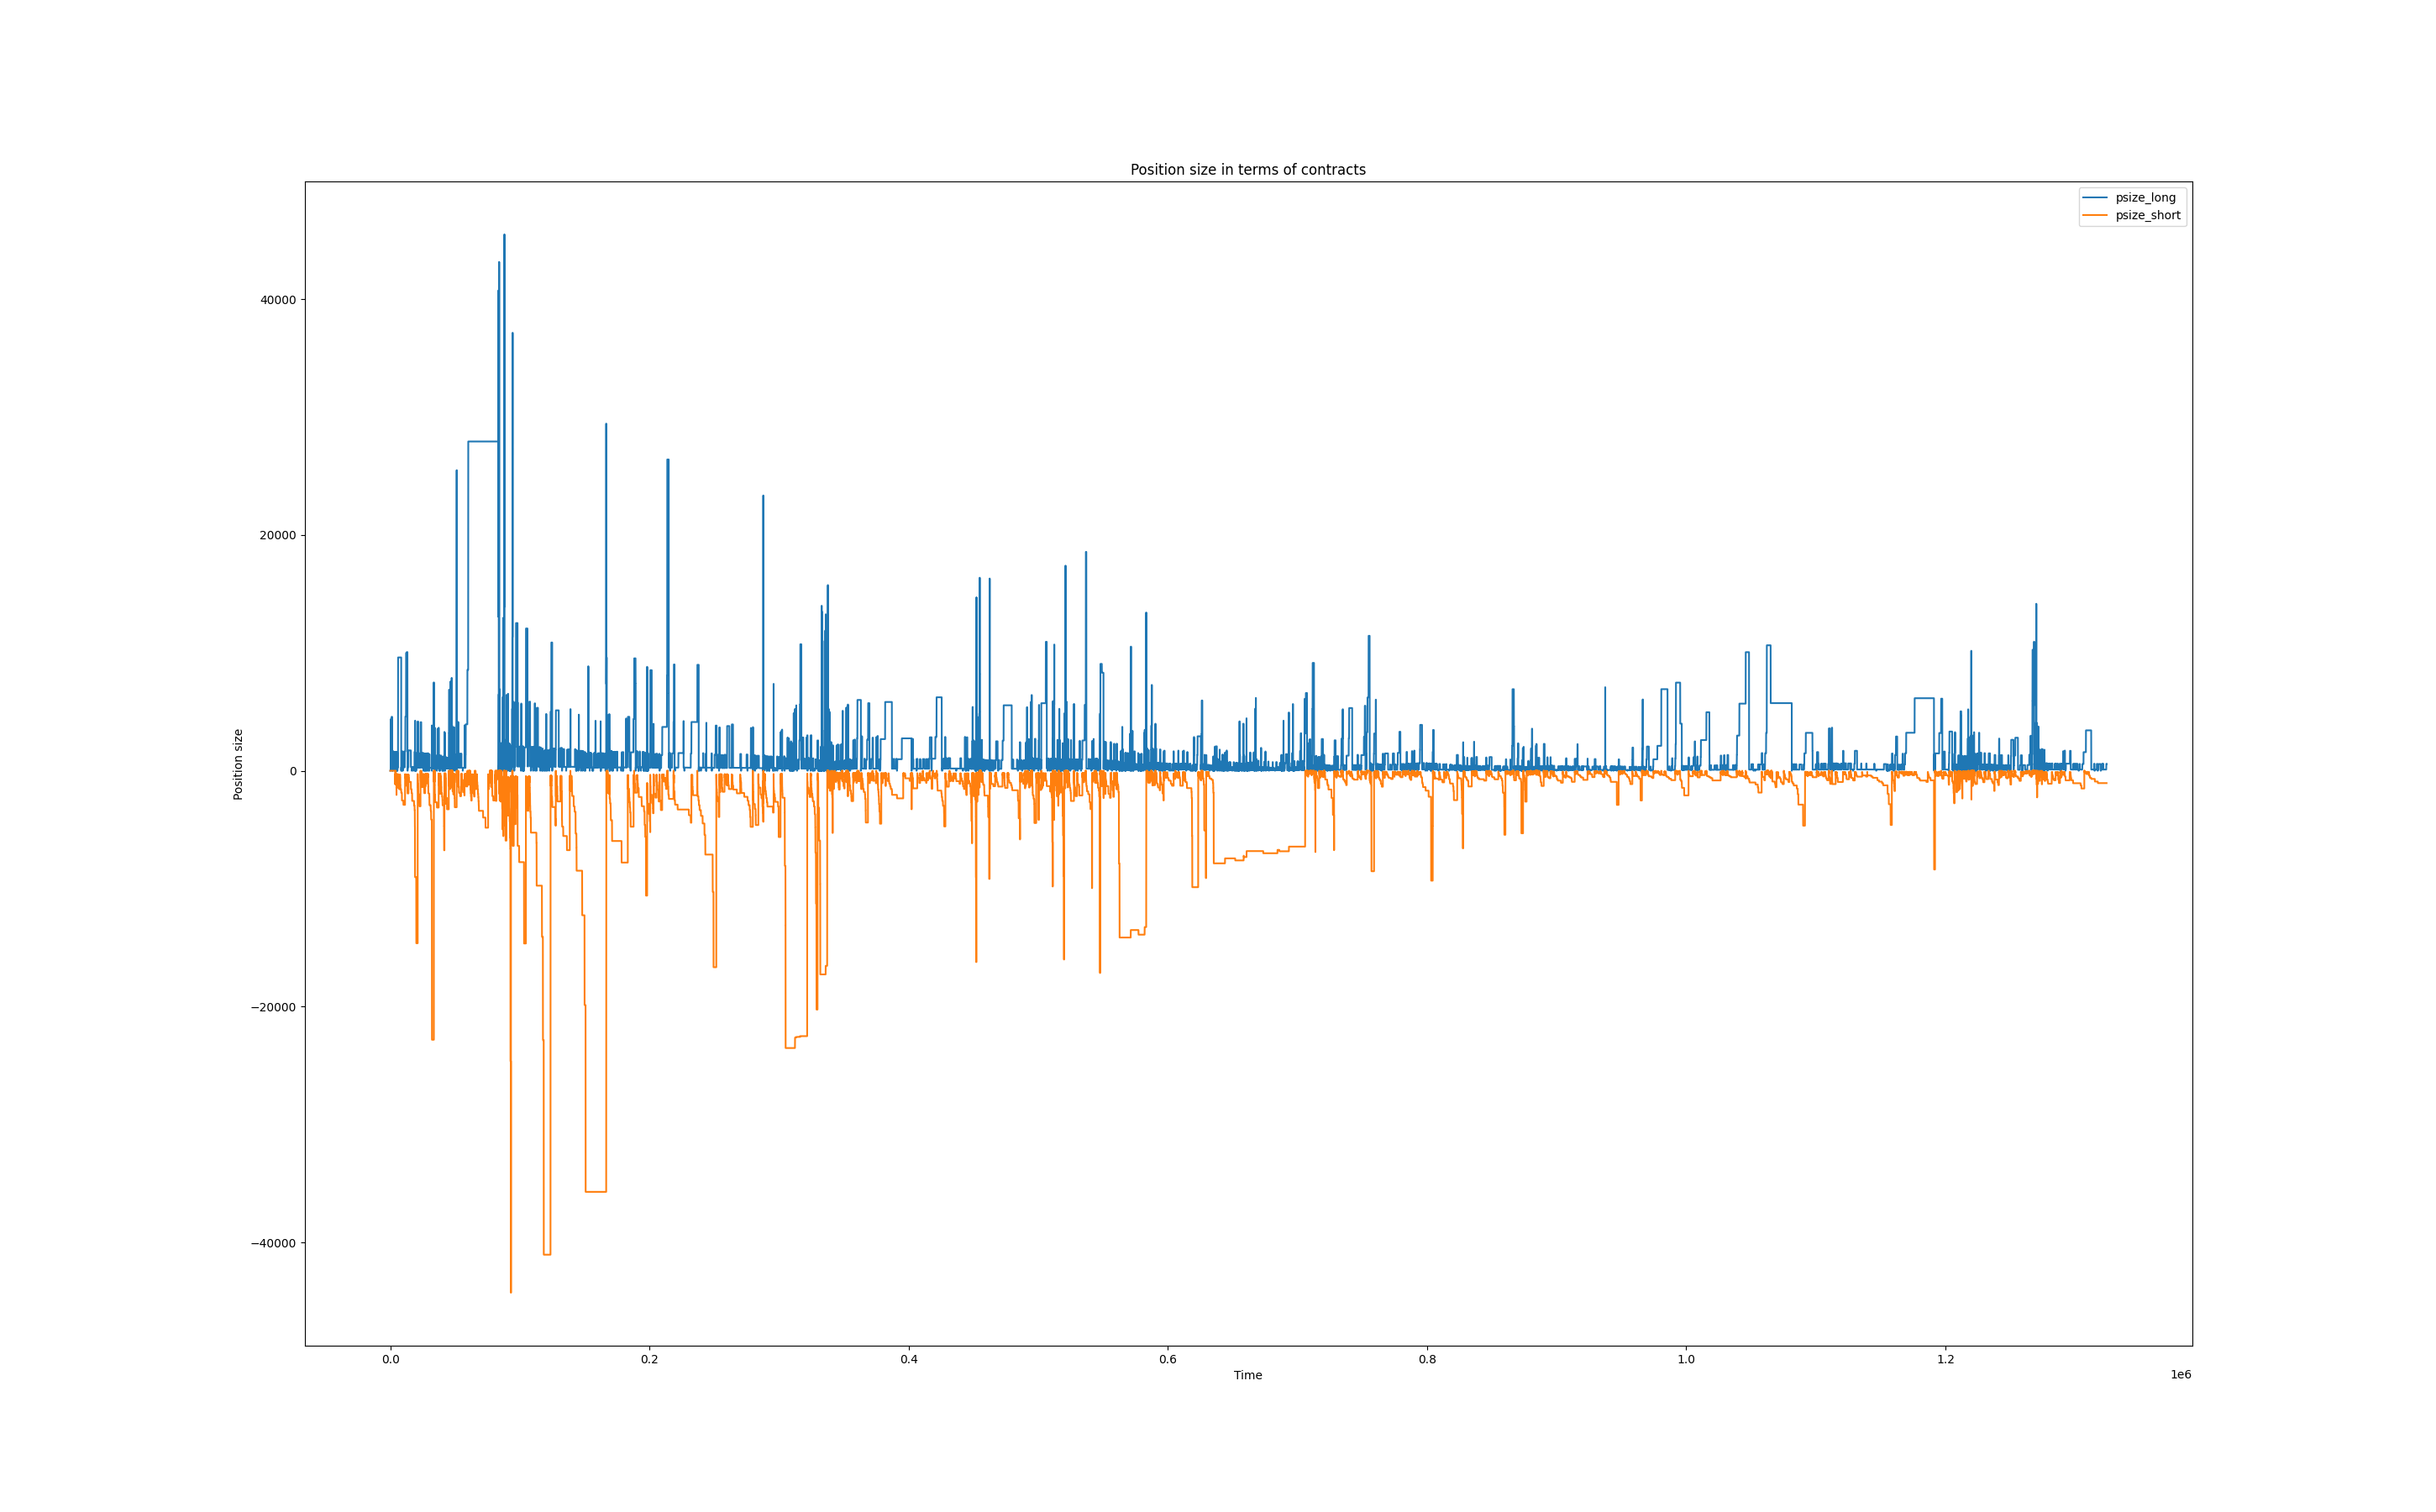 Position size in terms of contracts
psize_long
psize_short
Position size
40000
20000
0
−20000
−40000
0.0
0.2
0.4
0.6
0.8
1.0
1.2
1e6
Time